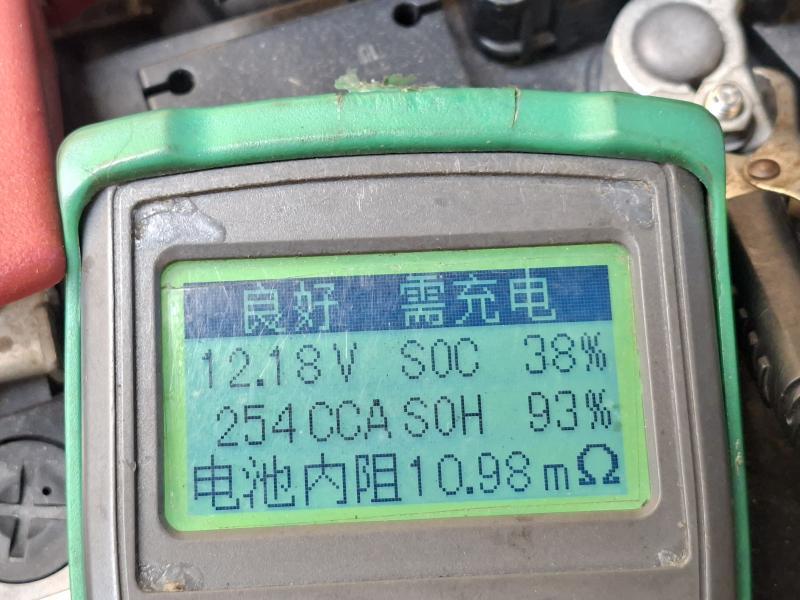 良好 需充电
12.18V SOC 38%
254CCA SOH 93%
电池内阻10.98mΩ